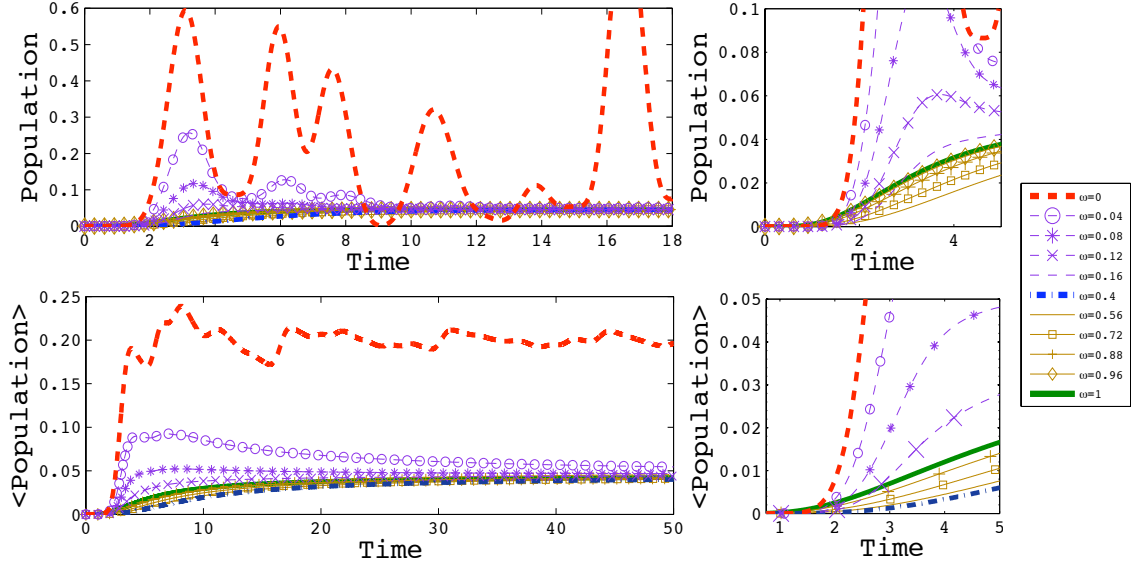 Population
0.6
0.5
0.4
0.3
0.2
0.1
0
0 2 4 6 8 10 12 14 16 18
Time
Population
0.1
0.08
0.06
0.04
0.02
0
0 2 4
Time
<Population>
0.25
0.20
0.15
0.10
0.05
0
0 10 20 30 40 50
Time
<Population>
0.05
0.04
0.03
0.02
0.01
0
1 2 3 4 5
Time
ω=0
ω=0.04
ω=0.08
ω=0.12
ω=0.16
ω=0.4
ω=0.56
ω=0.72
ω=0.88
ω=0.96
ω=1